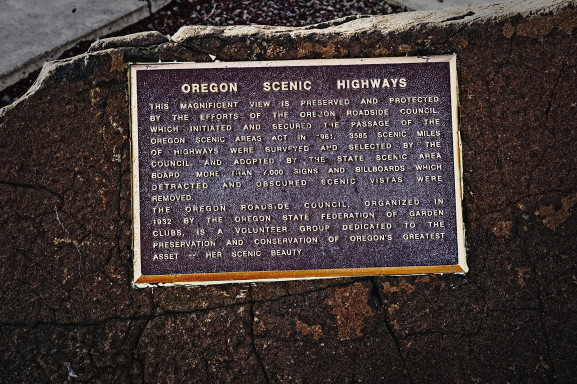 OREGON SCENIC HIGHWAYS
THIS MAGNIFICENT VIEW IS PRESERVED AND PROTECTED
BY THE EFFORTS OF THE OREGON ROADSIDE COUNCIL,
WHICH INITIATED AND SECURED THE PASSAGE OF THE
OREGON SCENIC AREAS ACT IN 1961. 3585 SCENIC MILES
OF HIGHWAYS WERE SURVEYED AND SELECTED BY THE
COUNCIL, AND ADOPTED BY THE STATE SCENIC AREA
BOARD. MORE THAN 7,000 SIGNS AND BILLBOARDS WHICH
DETRACTED AND OBSCURED SCENIC VISTAS WERE
REMOVED.
THE OREGON ROADSIDE COUNCIL, ORGANIZED IN
1932 BY THE OREGON STATE FEDERATION OF GARDEN
CLUBS, IS A VOLUNTEER GROUP DEDICATED TO THE
PRESERVATION AND CONSERVATION OF OREGON'S GREATEST
ASSET -- HER SCENIC BEAUTY.